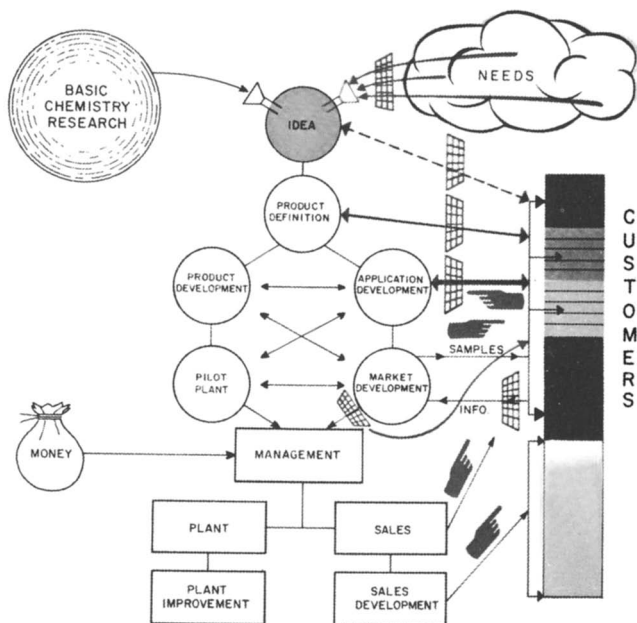 BASIC
CHEMISTRY
RESEARCH
NEEDS
IDEA
PRODUCT
DEFINITION
PRODUCT
DEVELOPMENT
APPLICATION
DEVELOPMENT
SAMPLES
PILOT
PLANT
MARKET
DEVELOPMENT
INFO.
CUSTOMERS
MONEY
MANAGEMENT
PLANT
SALES
PLANT
IMPROVEMENT
SALES
DEVELOPMENT